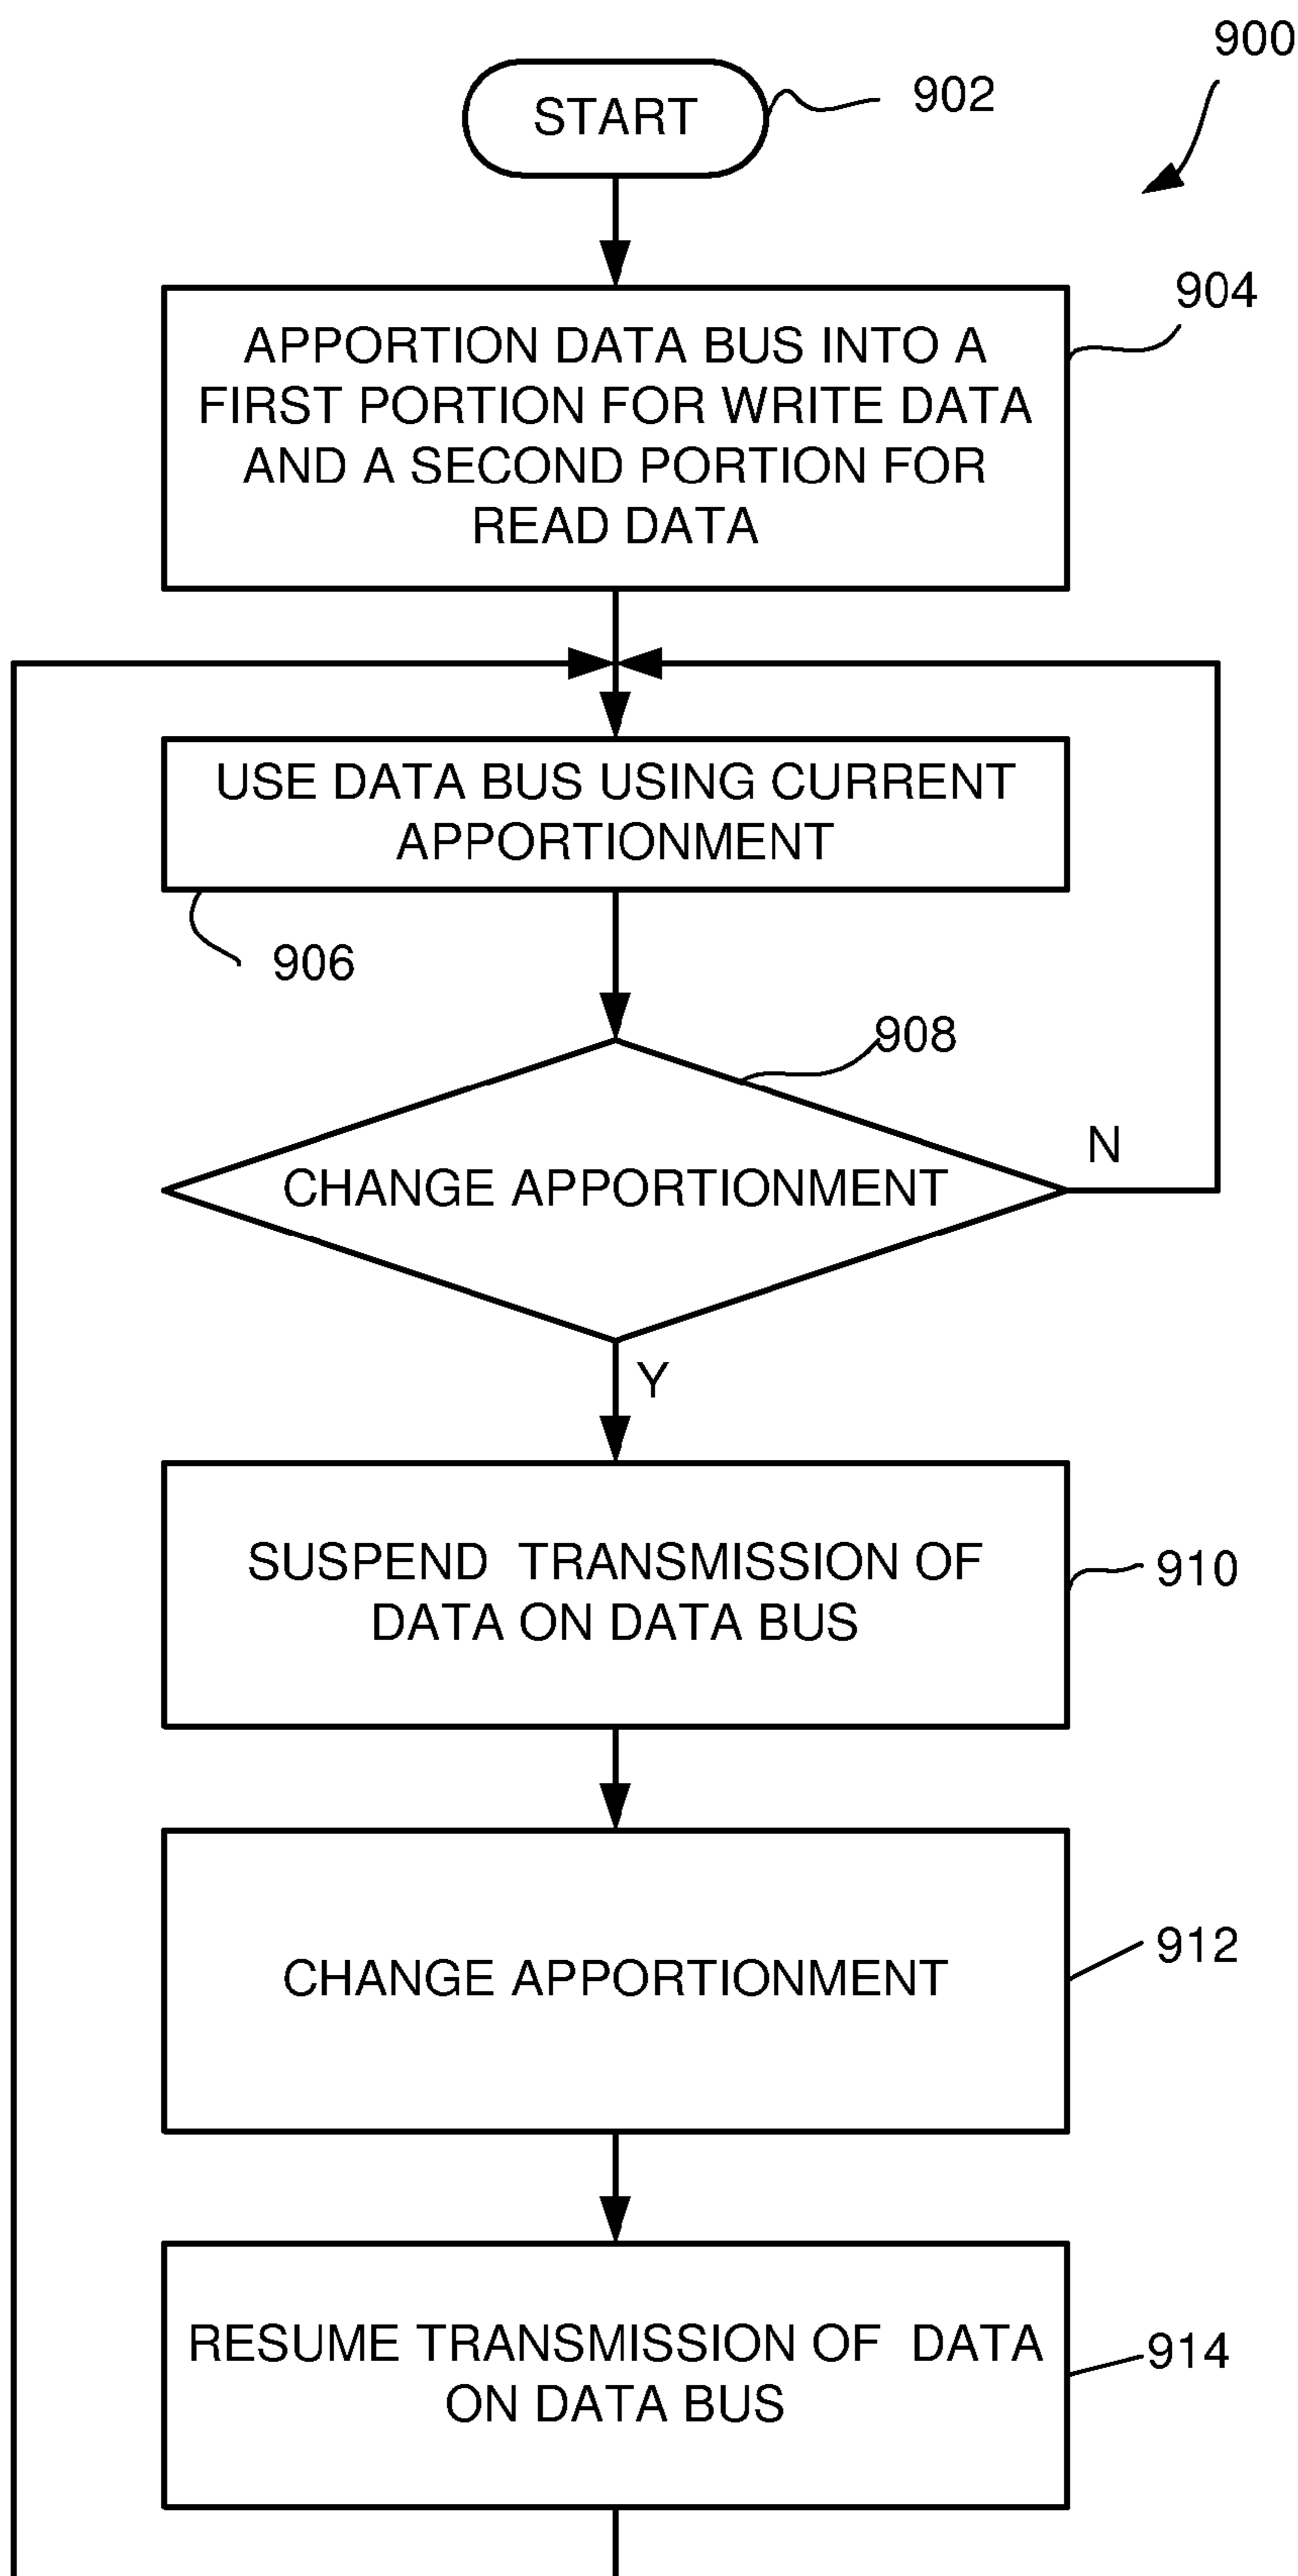 900
START
902
904
APPORTION DATA BUS INTO A
FIRST PORTION FOR WRITE DATA
AND A SECOND PORTION FOR
READ DATA
USE DATA BUS USING CURRENT
APPORTIONMENT
906
908
CHANGE APPORTIONMENT
N
Y
SUSPEND TRANSMISSION OF
DATA ON DATA BUS
910
CHANGE APPORTIONMENT
912
RESUME TRANSMISSION OF DATA
ON DATA BUS
914